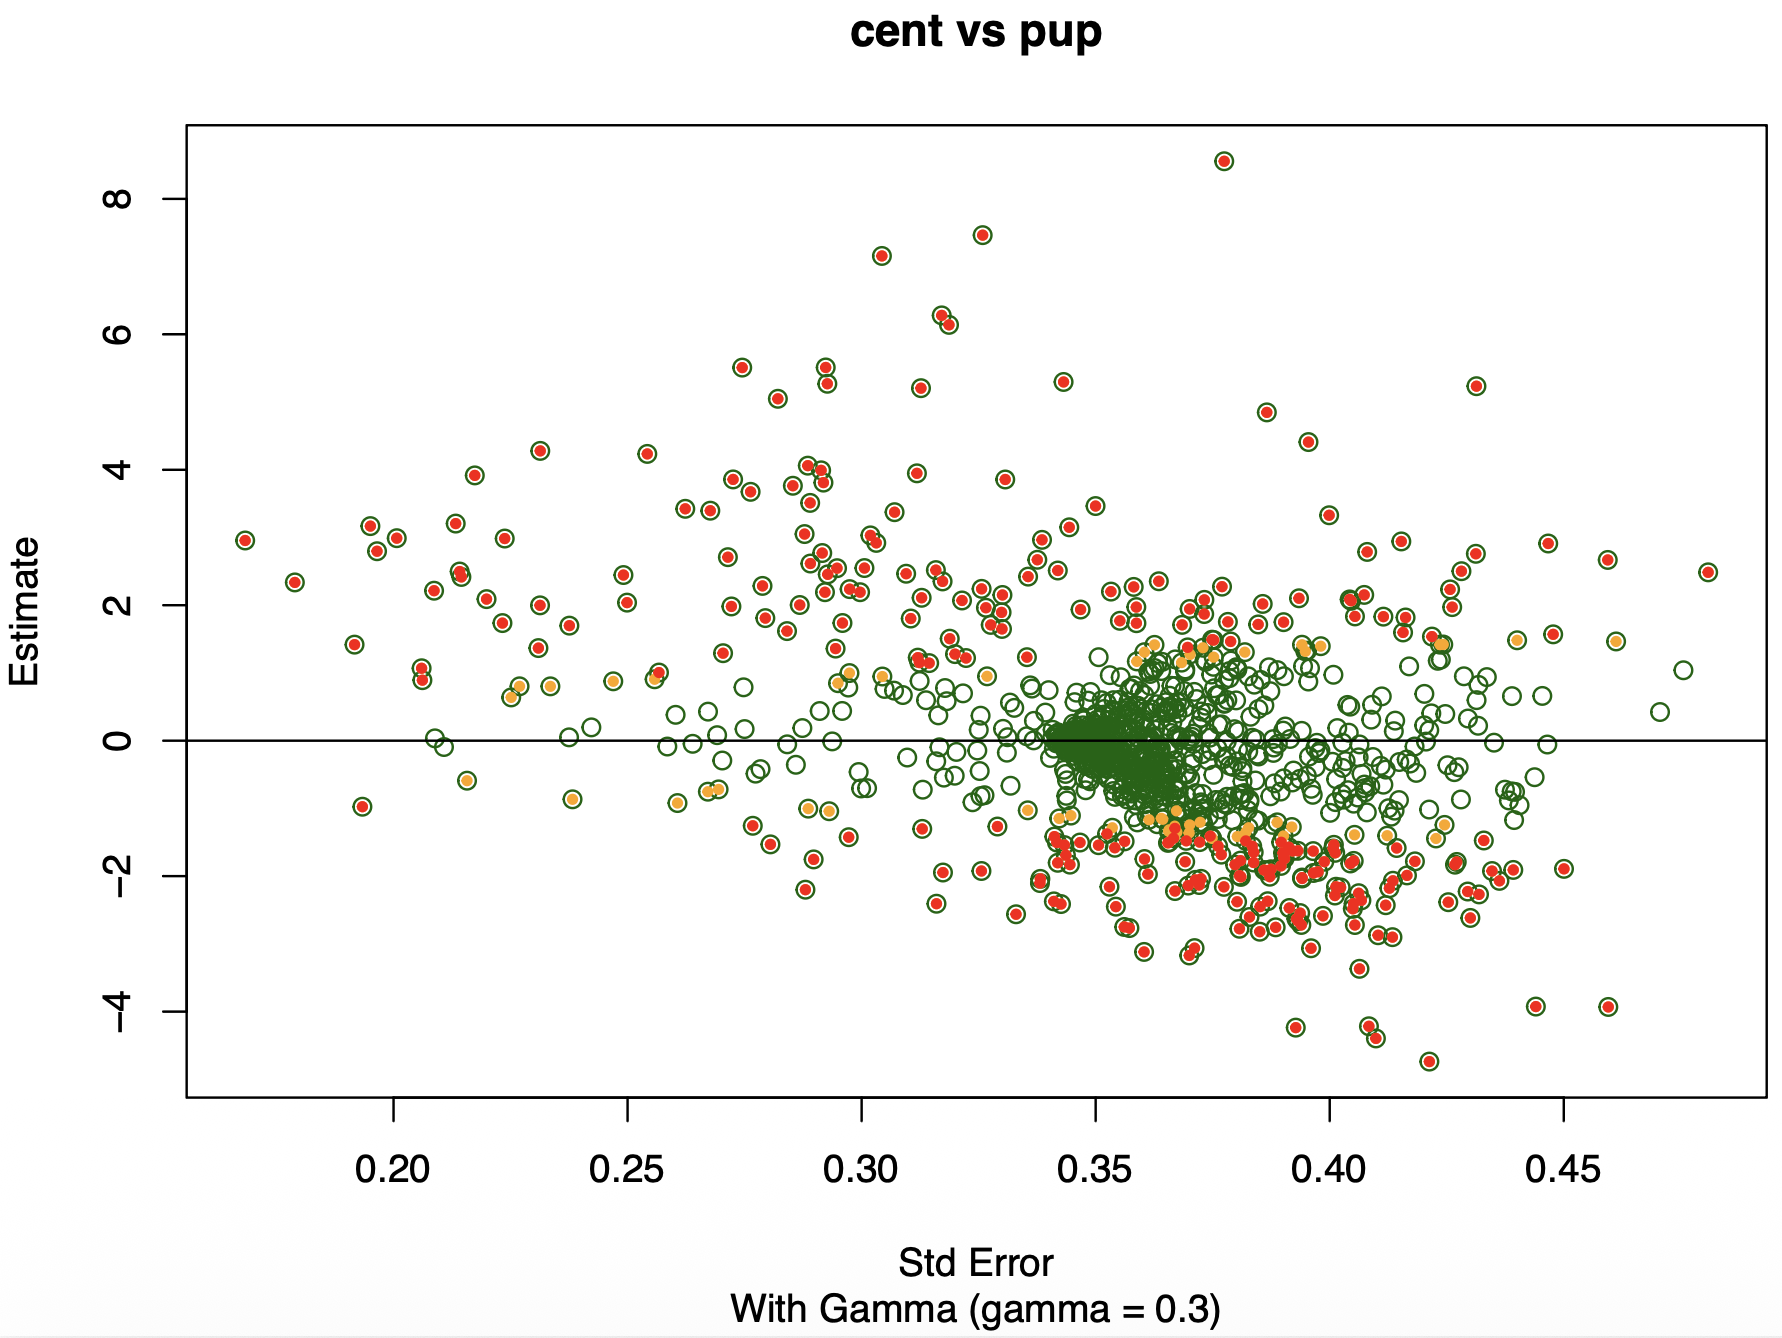 cent vs pup
Estimate
8
6
4
2
0
−2
−4
0.20 0.25 0.30 0.35 0.40 0.45
Std Error
With Gamma (gamma = 0.3)